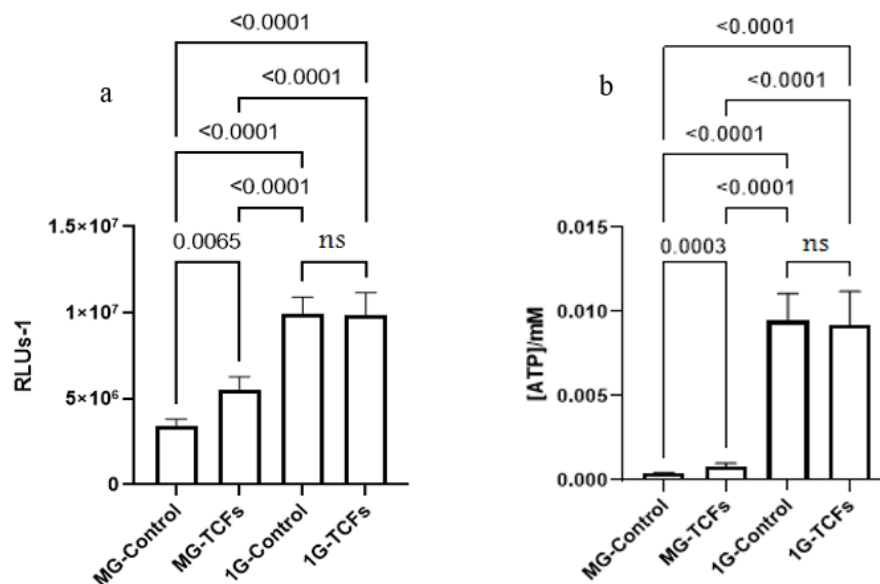 a
<0.0001
<0.0001
<0.0001
<0.0001
0.0065
ns
1.5×10⁷
1×10⁷
5×10⁶
0
RLUs-1
MG-Control
MG-TCFs
1G-Control
1G-TCFs
b
<0.0001
<0.0001
<0.0001
<0.0001
0.0003
ns
0.015
0.010
0.005
0.000
[ATP]/mM
MG-Control
MG-TCFs
1G-Control
1G-TCFs